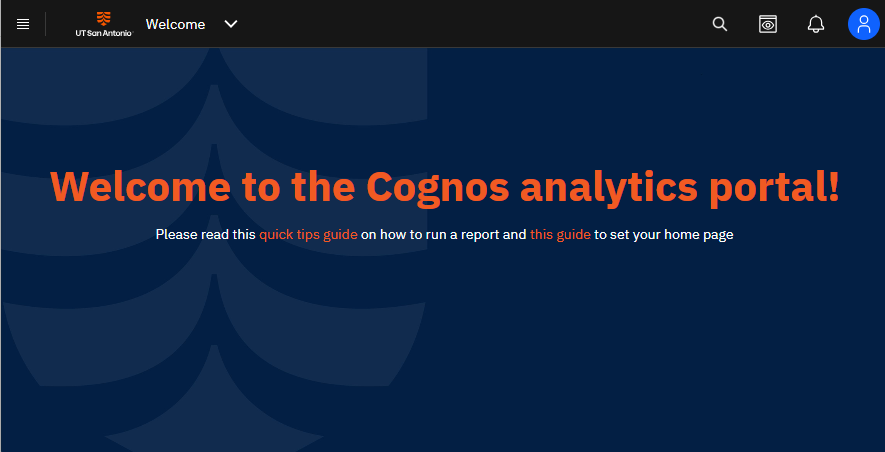 UT San Antonio
Welcome
Welcome to the Cognos analytics portal!
Please read this quick tips guide on how to run a report and this guide to set your home page